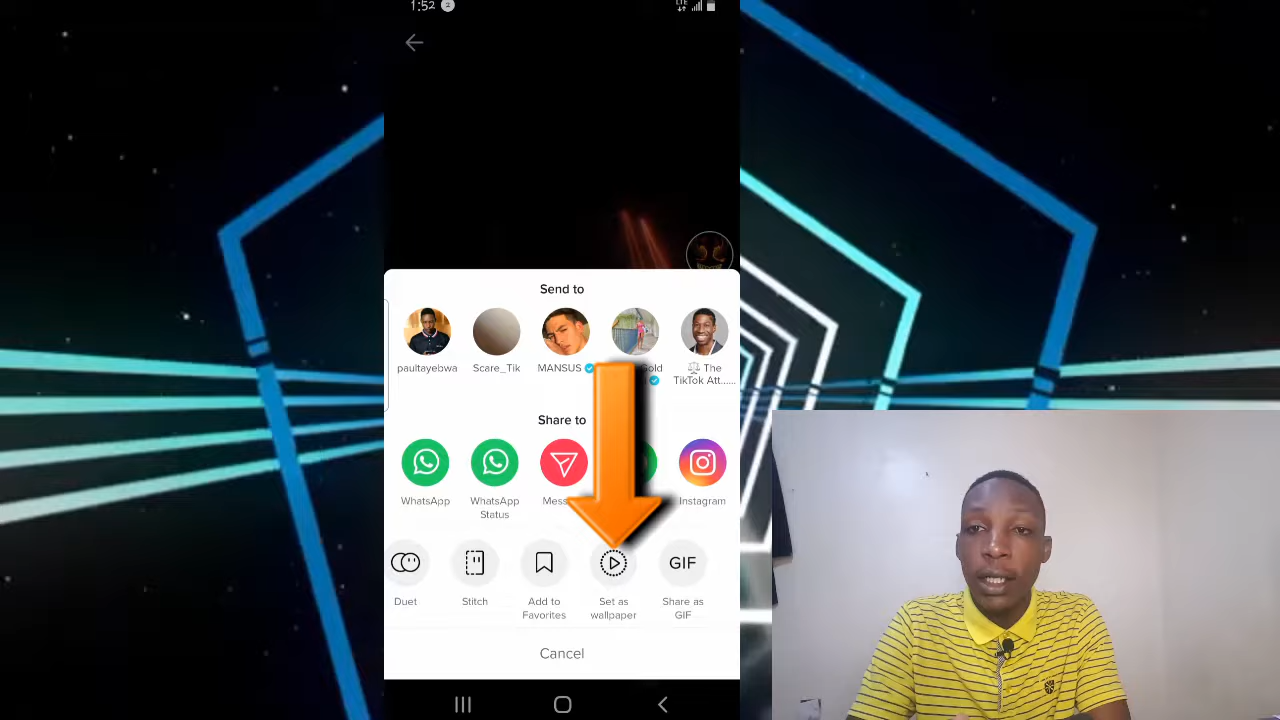 1:52
LTE
Send to
paultayebwa
Scare_Tik
MANSUS
Gold
The
TikTok Att......
Share to
WhatsApp
WhatsApp
Status
Instagram
GIF
Duet
Stitch
Add to
Favorites
Set as
wallpaper
Share as
GIF
Cancel